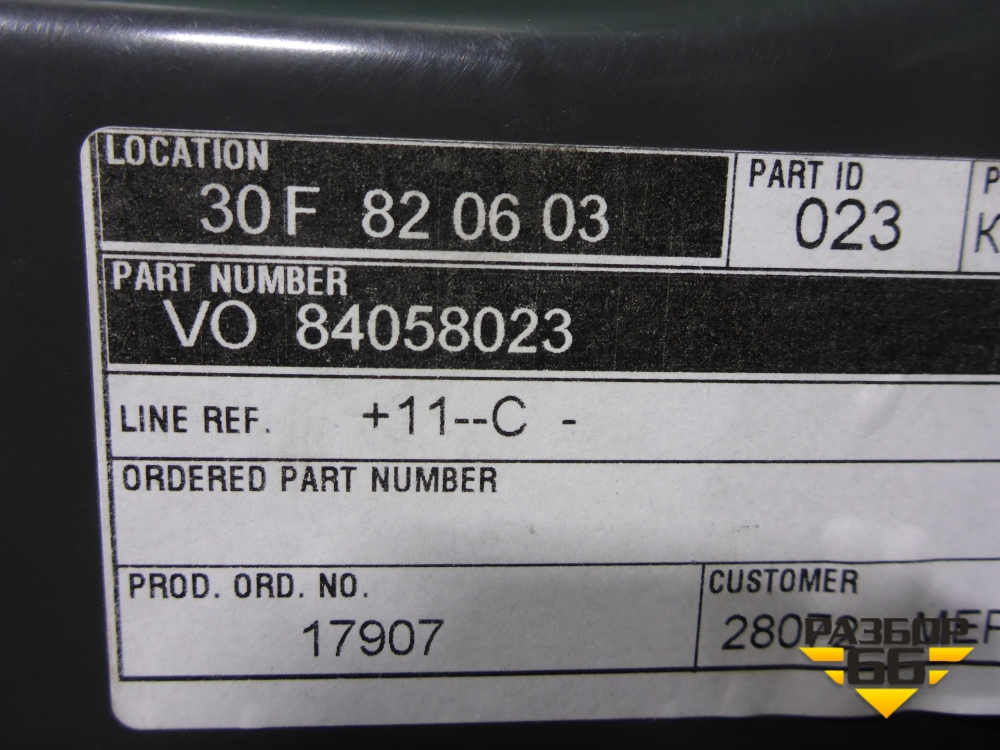 LOCATION
30 F 82 06 03
PART ID
023
PART NUMBER
VO 84058023
LINE REF. +11--C -
ORDERED PART NUMBER
PROD. ORD. NO.
17907
CUSTOMER
РАЗБОР
66